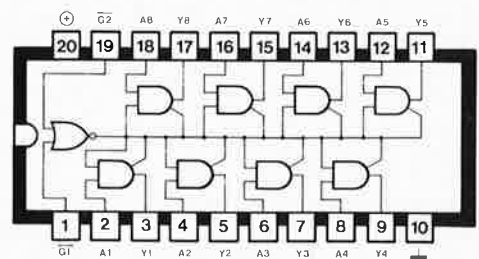 ⊕ G2 A8 Y8 A7 Y7 A6 Y6 A5 Y5
20 19 18 17 16 15 14 13 12 11
1 2 3 4 5 6 7 8 9 10
G1 A1 Y1 A2 Y2 A3 Y3 A4 Y4